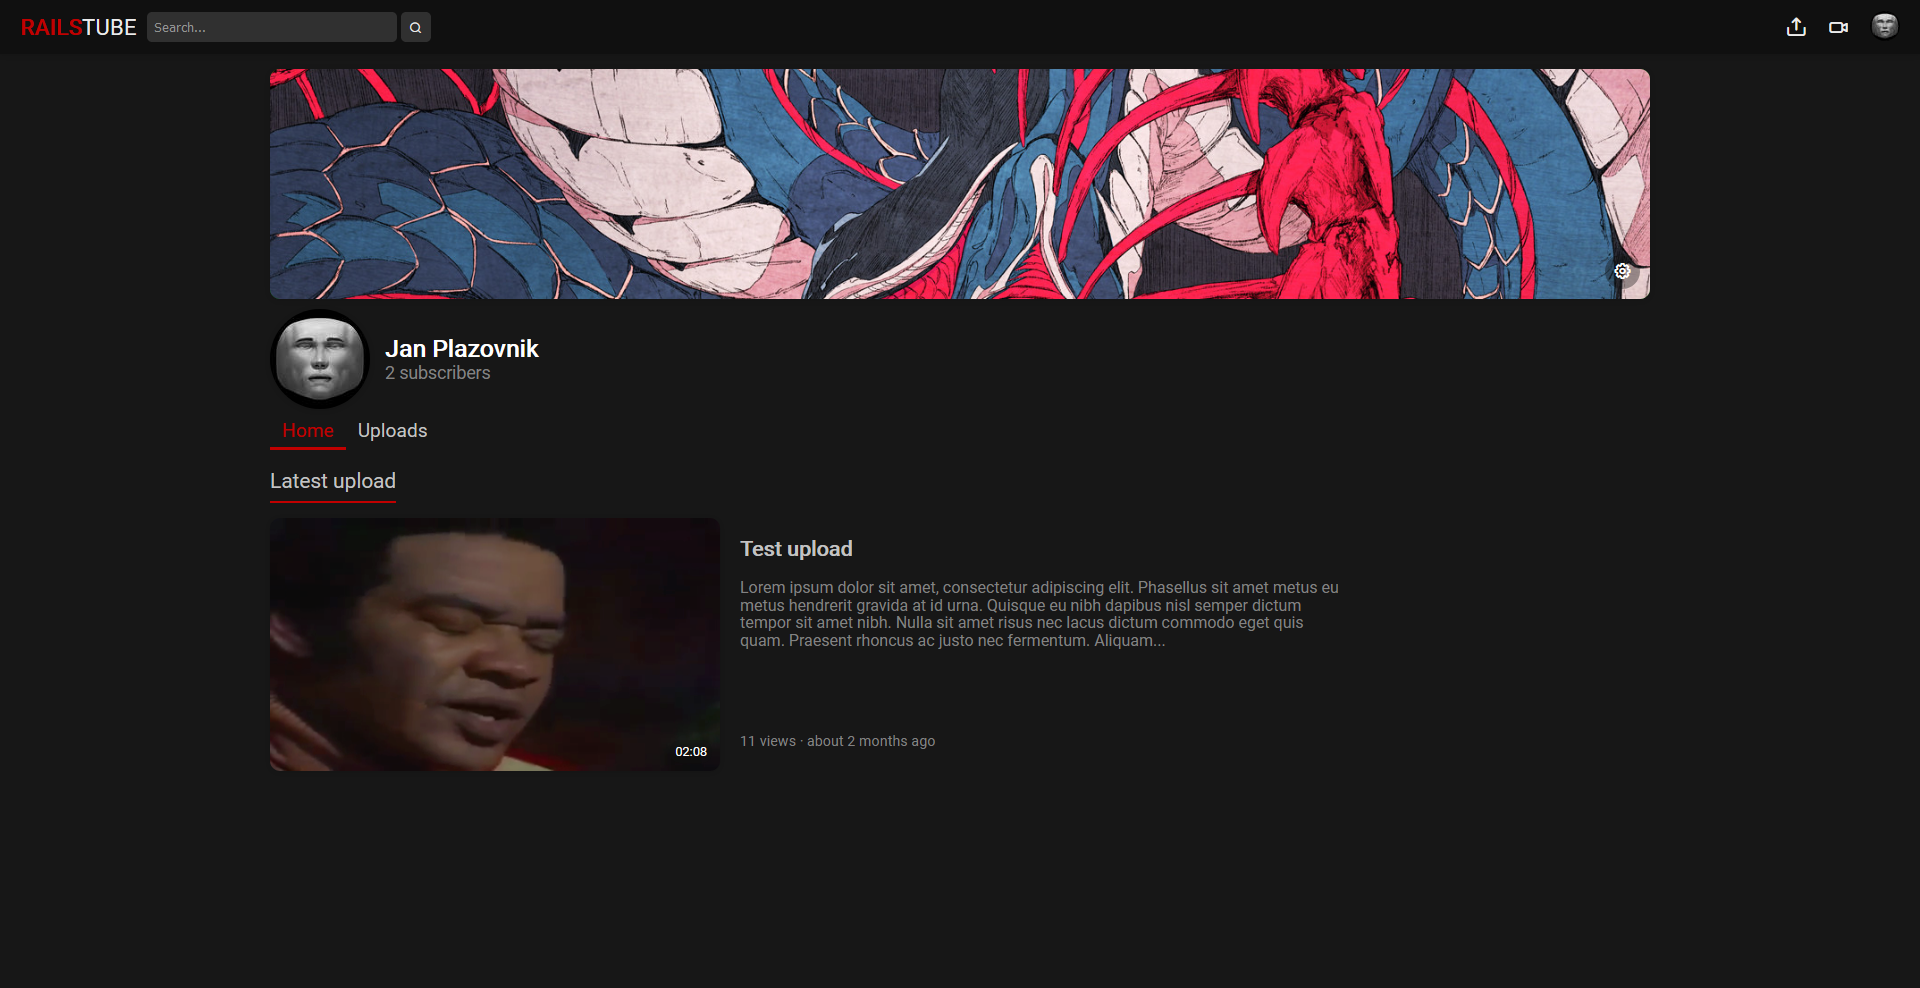 RAILSTUBE
Search...
Jan Plazovnik
2 subscribers
Home Uploads
Latest upload
02:08
Test upload
Lorem ipsum dolor sit amet, consectetur adipiscing elit. Phasellus sit amet metus eu
metus hendrerit gravida at id urna. Quisque eu nibh dapibus nisl semper dictum
tempor sit amet nibh. Nulla sit amet risus nec lacus dictum commodo eget quis
quam. Praesent rhoncus ac justo nec fermentum. Aliquam...
11 views · about 2 months ago